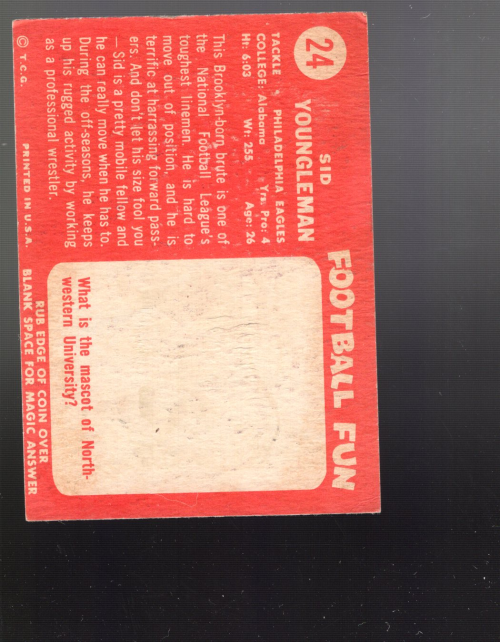 24
SID
YOUNGLEMAN
TACKLE • PHILADELPHIA EAGLES
COLLEGE: Alabama Yrs. Pro: 4
Ht: 6:03 Wt: 255 Age: 26
This Brooklyn-born brute is one of
the National Football League's
toughest linemen. He is hard to
move out of position, and he is
terrific at harrassing forward pass-
ers. And don't let his size fool you
— Sid is a pretty mobile fellow and
he can really move when he has to.
During the off-seasons, he keeps
up his rugged activity by working
as a professional wrestler.
© T.C.G. PRINTED IN U.S.A.
FOOTBALL FUN
What is the mascot of North-
western University?
RUB EDGE OF COIN OVER
BLANK SPACE FOR MAGIC ANSWER